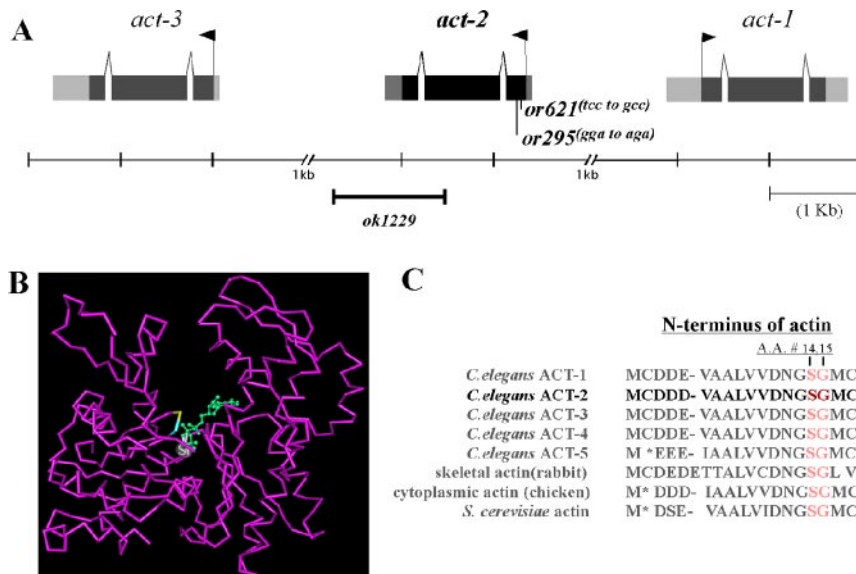 A
act-3
act-2
act-1
or621(tcc to gcc)
or295(gga to aga)
1kb
1kb
ok1229
(1 Kb)
B
C
N-terminus of actin
A.A. # 14,15
C.elegans ACT-1 MCDDE- VAALVVDNGSGMC
C.elegans ACT-2 MCDDD- VAALVVDNGSGMC
C.elegans ACT-3 MCDDE- VAALVVDNGSGMC
C.elegans ACT-4 MCDDE- VAALVVDNGSGMC
C.elegans ACT-5 M *EEE- IAALVVDNGSGMC
skeletal actin(rabbit) MCDEDETTALVCDNGSGL V
cytoplasmic actin (chicken) M* DDD- IAALVVDNGSGMC
S. cerevisiae actin M* DSE- VAALVIDNGSGMC